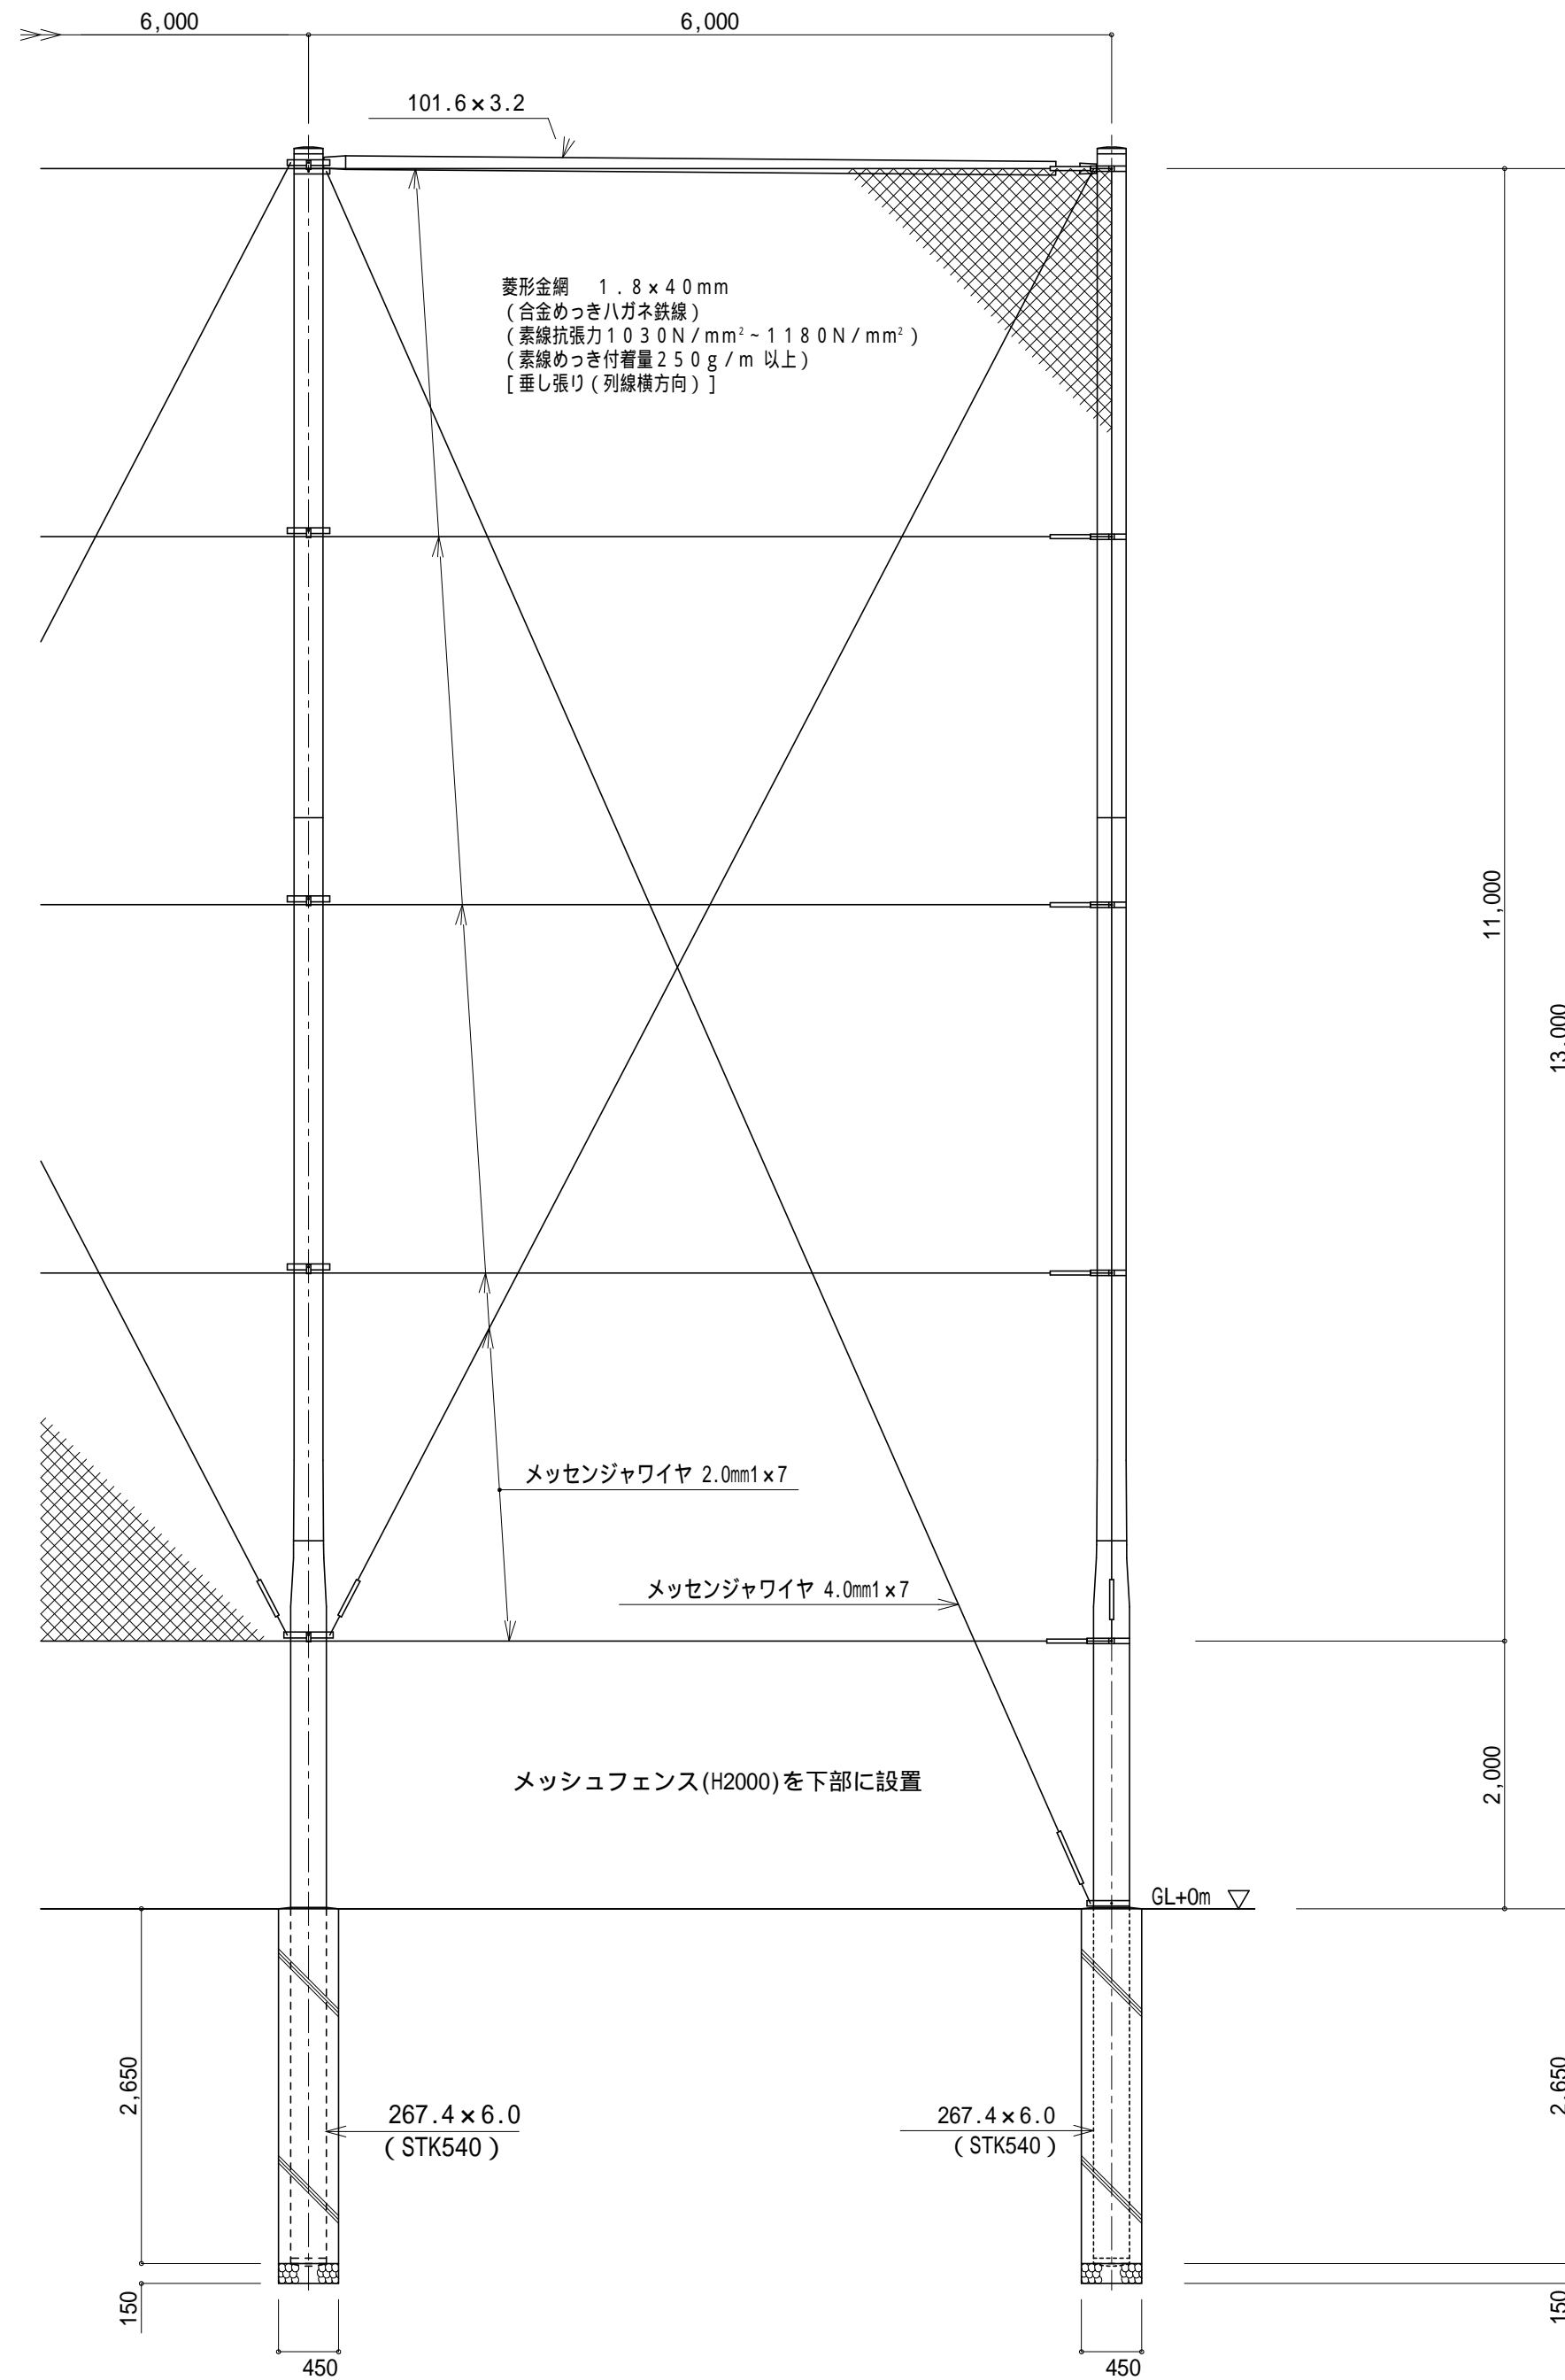 6,000
6,000
101.6×3.2
菱形金網　１.８×４０mm
(合金めっきハガネ鉄線)
(素線抗張力１０３０N/mm²~１１８０N/mm²)
(素線めっき付着量２５０g/m 以上)
[垂し張り(列線横方向)]
11,000
13,000
メッセンジャワイヤ 2.0mm1×7
メッセンジャワイヤ 4.0mm1×7
メッシュフェンス(H2000)を下部に設置
2,000
GL+0m ▽
2,650
267.4×6.0
(STK540)
267.4×6.0
(STK540)
2,650
150
150
450
450